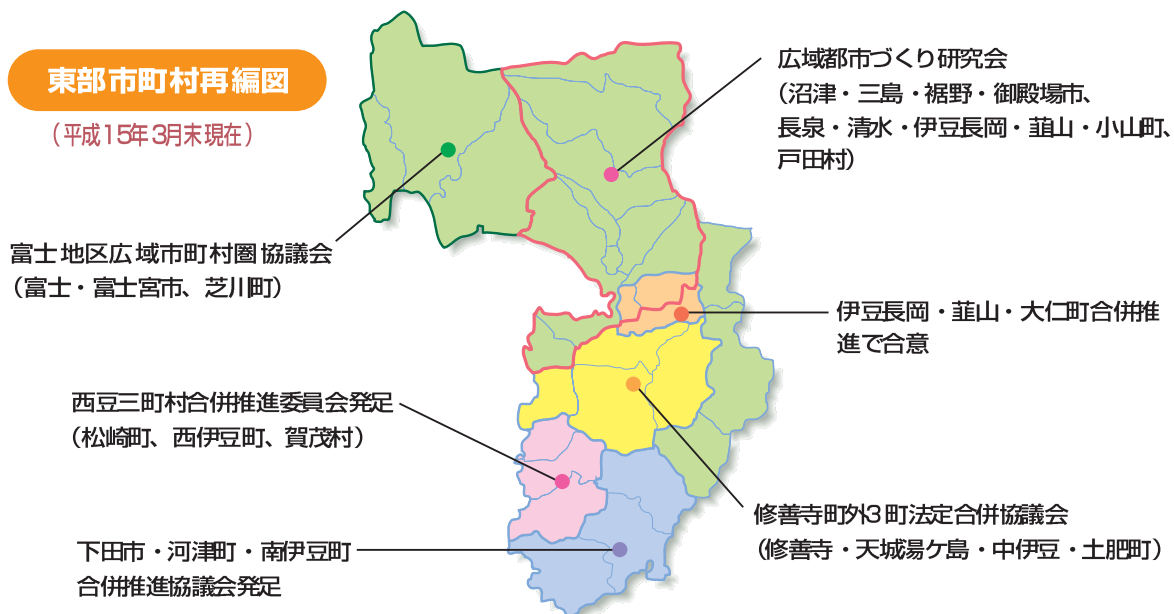 東部市町村再編図
（平成15年3月末現在）
広域都市づくり研究会
（沼津・三島・裾野・御殿場市、
長泉・清水・伊豆長岡・韮山・小山町、
戸田村）
富士地区広域市町村圏協議会
（富士・富士宮市、芝川町）
伊豆長岡・韮山・大仁町合併推
進で合意
西豆三町村合併推進委員会発足
（松崎町、西伊豆町、賀茂村）
修善寺町外3町法定合併協議会
（修善寺・天城湯ケ島・中伊豆・土肥町）
下田市・河津町・南伊豆町
合併推進協議会発足